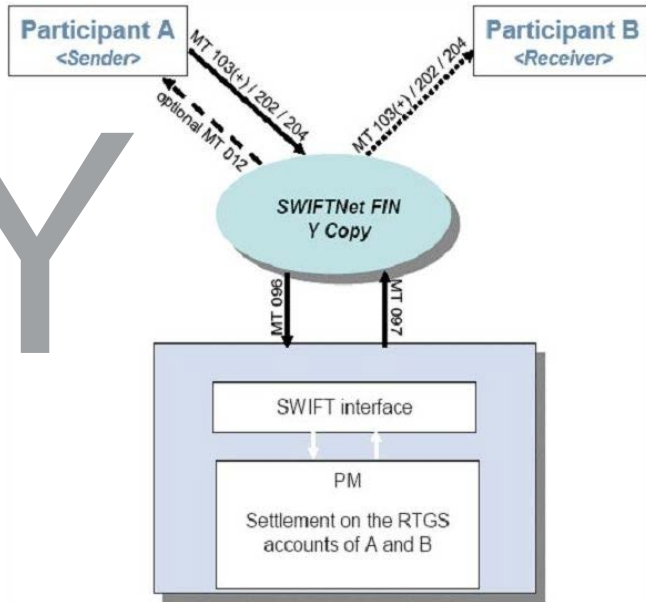 Participant A
<Sender>
Participant B
<Receiver>
MT 103(+) / 202 / 204
optional MT 012
MT 103(+) / 202 / 204
Y
SWIFTNet FIN
Y Copy
MT 096
MT 097
SWIFT interface
PM
Settlement on the RTGS
accounts of A and B